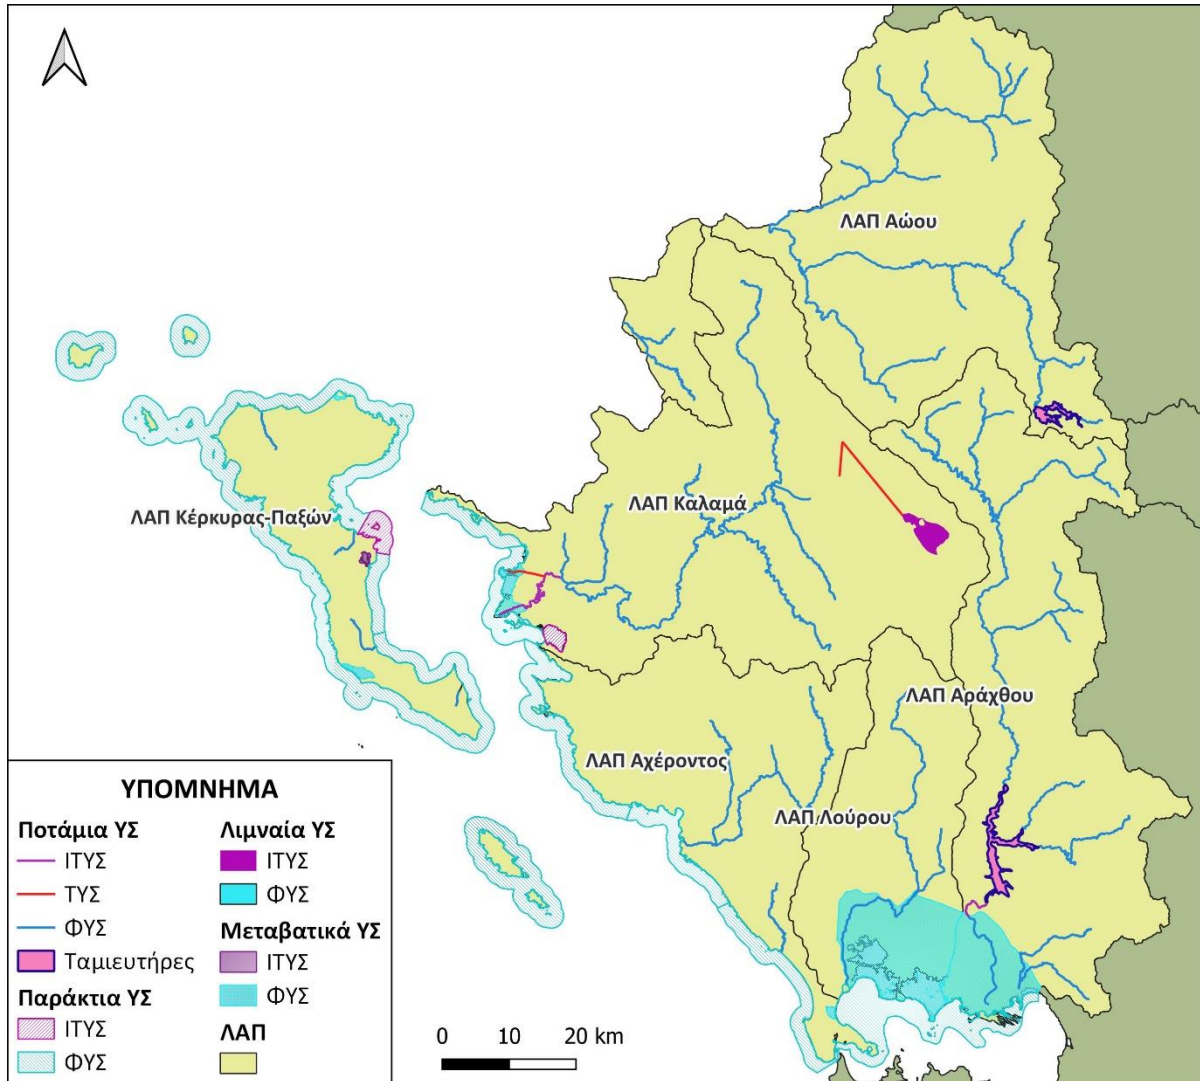 ΛΑΠ Αώου
ΛΑΠ Κέρκυρας-Παξών
ΛΑΠ Καλαμά
ΛΑΠ Αράχθου
ΛΑΠ Αχέροντος
ΛΑΠ Λούρου
ΥΠΟΜΝΗΜΑ
Ποτάμια ΥΣ
ΙΤΥΣ
ΤΥΣ
ΦΥΣ
Ταμιευτήρες
Παράκτια ΥΣ
ΙΤΥΣ
ΦΥΣ
Λιμναία ΥΣ
ΙΤΥΣ
ΦΥΣ
Μεταβατικά ΥΣ
ΙΤΥΣ
ΦΥΣ
ΛΑΠ
0 10 20 km